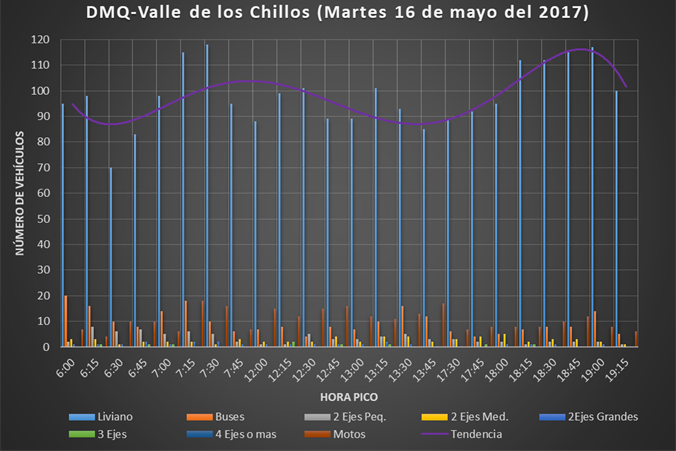 DMQ-Valle de los Chillos (Martes 16 de mayo del 2017)
NÚMERO DE VEHÍCULOS
120
110
100
90
80
70
60
50
40
30
20
10
0
6:00 6:15 6:30 6:45 7:00 7:15 7:30 7:45 12:00 12:15 12:30 12:45 13:00 13:15 13:30 13:45 17:30 17:45 18:00 18:15 18:30 18:45 19:00 19:15
HORA PICO
Liviano Buses 2 Ejes Peq. 2 Ejes Med. 2Ejes Grandes
3 Ejes 4 Ejes o mas Motos Tendencia